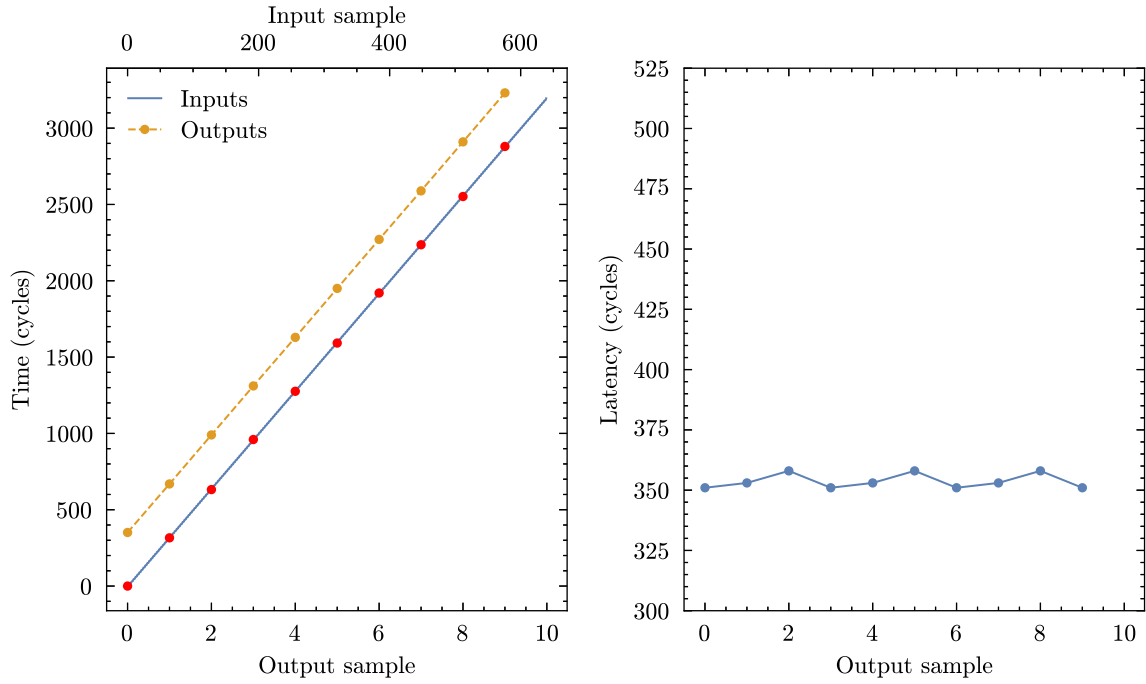 Input sample
0 200 400 600
Inputs
Outputs
3000
2500
2000
1500
1000
500
0
Time (cycles)
0 2 4 6 8 10
Output sample
525
500
475
450
425
400
375
350
325
300
Latency (cycles)
0 2 4 6 8 10
Output sample